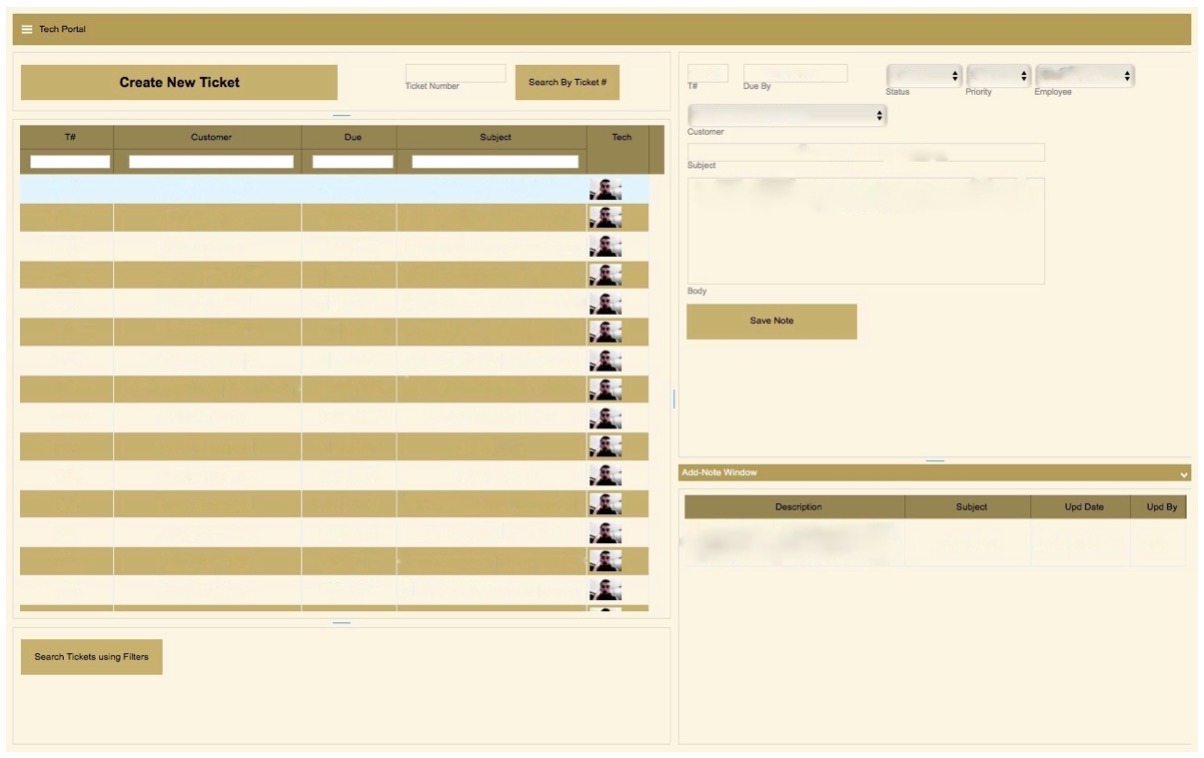 Tech Portal
Create New Ticket
Ticket Number
Search By Ticket #
T#
Customer
Due
Subject
Tech
Search Tickets using Filters
T#
Due By
Status
Priority
Employee
Customer
Subject
Body
Save Note
Add-Note Window
Description
Subject
Upd Date
Upd By